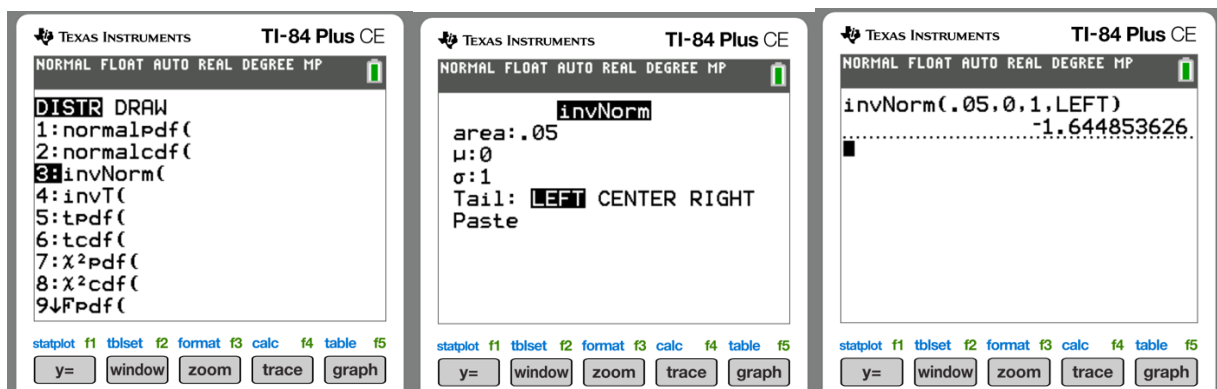 TEXAS INSTRUMENTS TI-84 Plus CE
NORMAL FLOAT AUTO REAL DEGREE MP
DISTR DRAW
1:normalpdf(
2:normalcdf(
3:invNorm(
4:invT(
5:tpdf(
6:tcdf(
7:χ²pdf(
8:χ²cdf(
9↓Fpdf(
statplot f1 tblset f2 format f3 calc f4 table f5
y= window zoom trace graph
TEXAS INSTRUMENTS TI-84 Plus CE
NORMAL FLOAT AUTO REAL DEGREE MP
invNorm
area:.05
μ:0
σ:1
Tail: LEFT CENTER RIGHT
Paste
statplot f1 tblset f2 format f3 calc f4 table f5
y= window zoom trace graph
TEXAS INSTRUMENTS TI-84 Plus CE
NORMAL FLOAT AUTO REAL DEGREE MP
invNorm(.05,0,1,LEFT)
-1.644853626
statplot f1 tblset f2 format f3 calc f4 table f5
y= window zoom trace graph